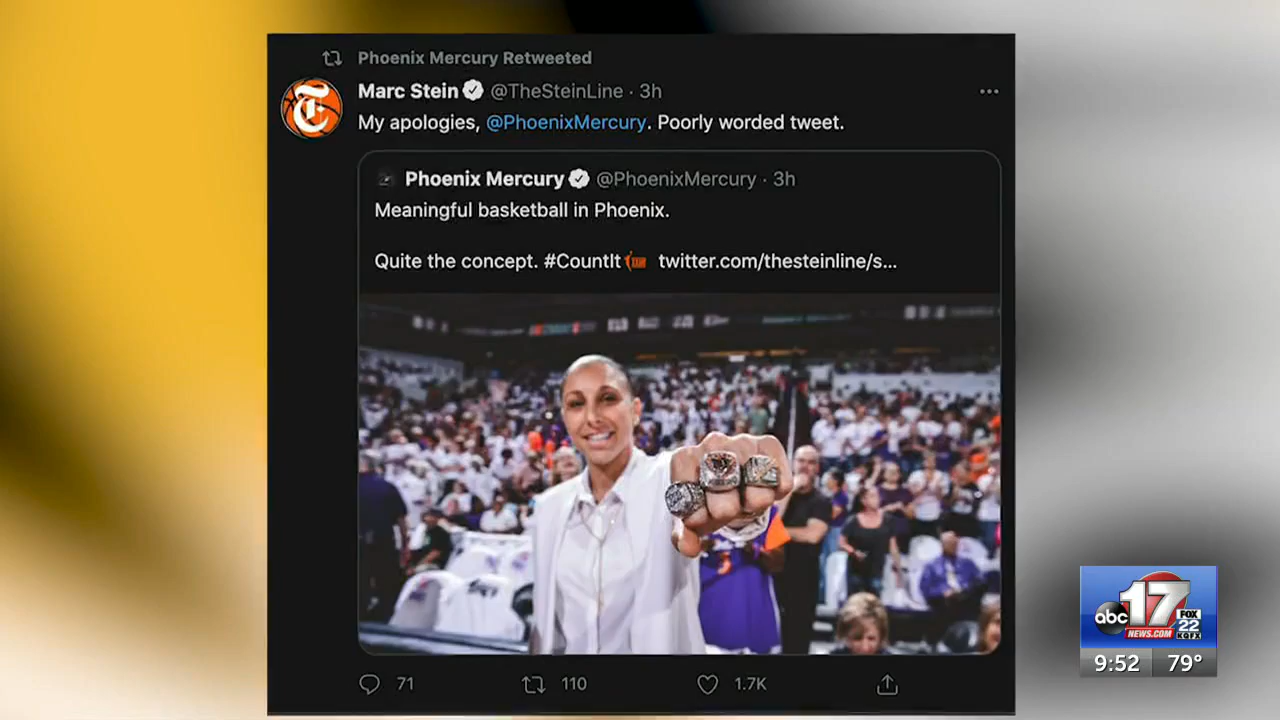 Phoenix Mercury Retweeted
Marc Stein @TheSteinLine · 3h
My apologies, @PhoenixMercury. Poorly worded tweet.
Phoenix Mercury @PhoenixMercury · 3h
Meaningful basketball in Phoenix.
Quite the concept. #CountIt twitter.com/thesteinline/s...
71 110 1.7K
abc 17
FOX
22
NEWS.COM KQFX
9:52 79°